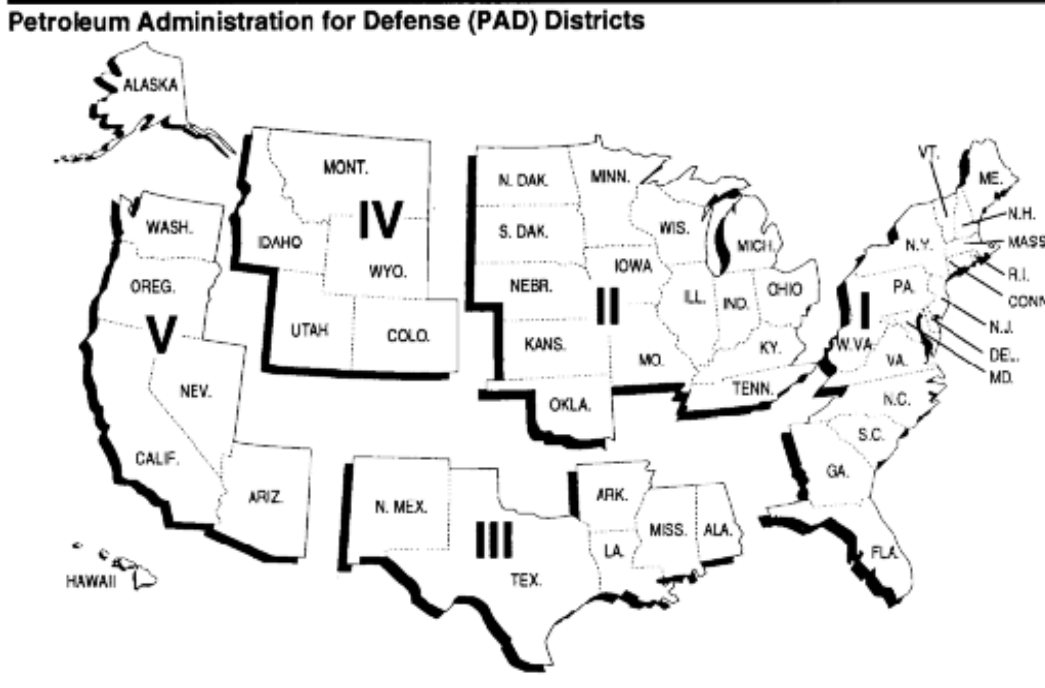 Petroleum Administration for Defense (PAD) Districts
ALASKA
MONT.
VT.
N. DAK.
MINN.
ME.
WASH.
IV
N.H.
IDAHO
S. DAK.
WIS.
MICH.
N.Y.
MASS
WYO.
IOWA
R.I.
OREG.
NEBR.
II
ILL.
IND.
OHIO
PA.
I
CONN
V
UTAH
COLO.
KANS.
MO.
KY.
W.VA
VA.
N.J.
DEL.
MD.
NEV.
OKLA.
TENN.
N.C.
S.C.
CALIF.
ARIZ.
N. MEX.
ARK.
GA.
III
MISS.
ALA.
LA.
FLA.
HAWAII
TEX.